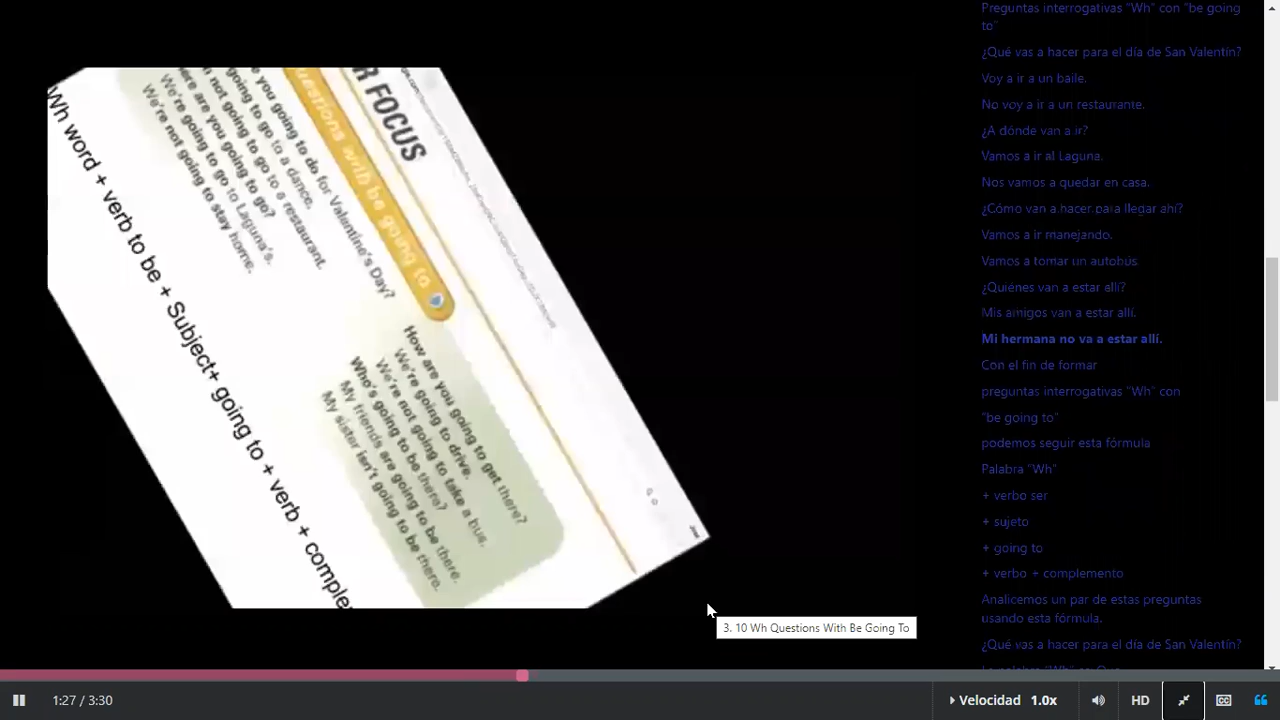 R FOCUS
uestions with be going to
e you going to do for Valentine's Day?
going to go to a dance.
m not going to go to a restaurant.
here are you going to go?
We're going to go to Laguna's.
We're not going to stay home.
How are you going to get there?
We're going to drive.
We're not going to take a bus.
Who's going to be there?
My friends are going to be there.
My sister isn't going to be there.
Wh word + verb to be + Subject+ going to + verb + comple
Preguntas interrogativas "Wh" con "be going
to"
¿Qué vas a hacer para el día de San Valentín?
Voy a ir a un baile.
No voy a ir a un restaurante.
¿A dónde van a ir?
Vamos a ir al Laguna.
Nos vamos a quedar en casa.
¿Cómo van a hacer para llegar ahí?
Vamos a ir manejando.
Vamos a tomar un autobús.
¿Quiénes van a estar allí?
Mis amigos van a estar allí.
Mi hermana no va a estar allí.
Con el fin de formar
preguntas interrogativas "Wh" con
"be going to"
podemos seguir esta fórmula
Palabra "Wh"
+ verbo ser
+ sujeto
+ going to
+ verbo + complemento
Analicemos un par de estas preguntas
usando esta fórmula.
¿Qué vas a hacer para el día de San Valentín?
3. 10 Wh Questions With Be Going To
1:27 / 3:30
Velocidad 1.0x
HD
CC